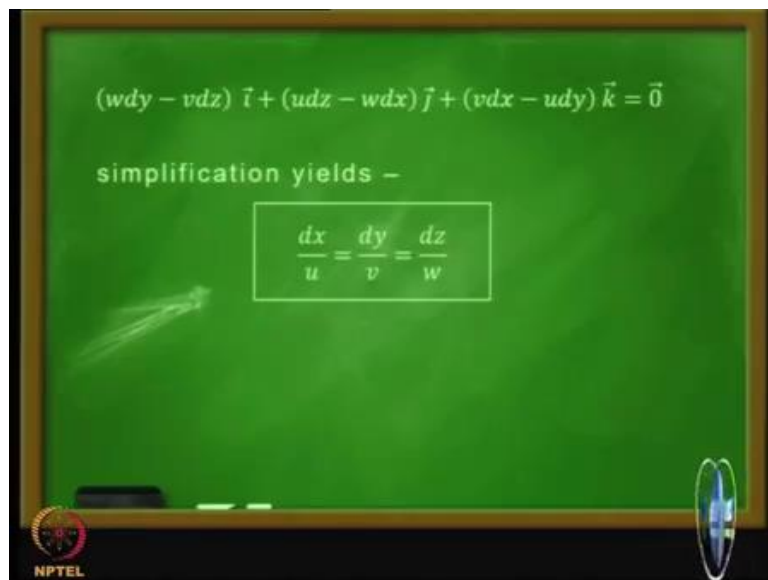 (wdy − vdz) i⃗ + (udz − wdx) j⃗ + (vdx − udy) k⃗ = 0⃗
simplification yields –
dx/u = dy/v = dz/w
NPTEL